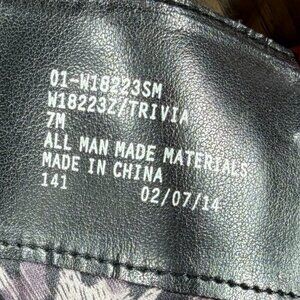 01-W18223SM
W18223Z/TRIVIA
7M
ALL MAN MADE MATERIALS
MADE IN CHINA
141 02/07/14